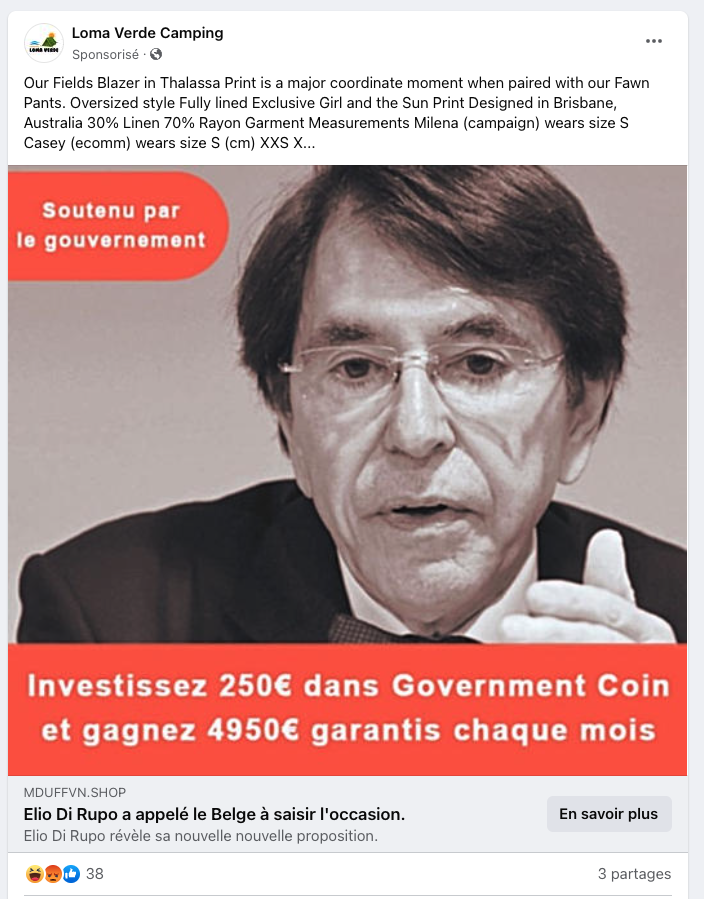 Loma Verde Camping
LOMA VERDE
Sponsorisé ·
Our Fields Blazer in Thalassa Print is a major coordinate moment when paired with our Fawn
Pants. Oversized style Fully lined Exclusive Girl and the Sun Print Designed in Brisbane,
Australia 30% Linen 70% Rayon Garment Measurements Milena (campaign) wears size S
Casey (ecomm) wears size S (cm) XXS X...
Soutenu par
le gouvernement
Investissez 250€ dans Government Coin
et gagnez 4950€ garantis chaque mois
MDUFFVN.SHOP
Elio Di Rupo a appelé le Belge à saisir l'occasion.
Elio Di Rupo révèle sa nouvelle nouvelle proposition.
En savoir plus
38
3 partages